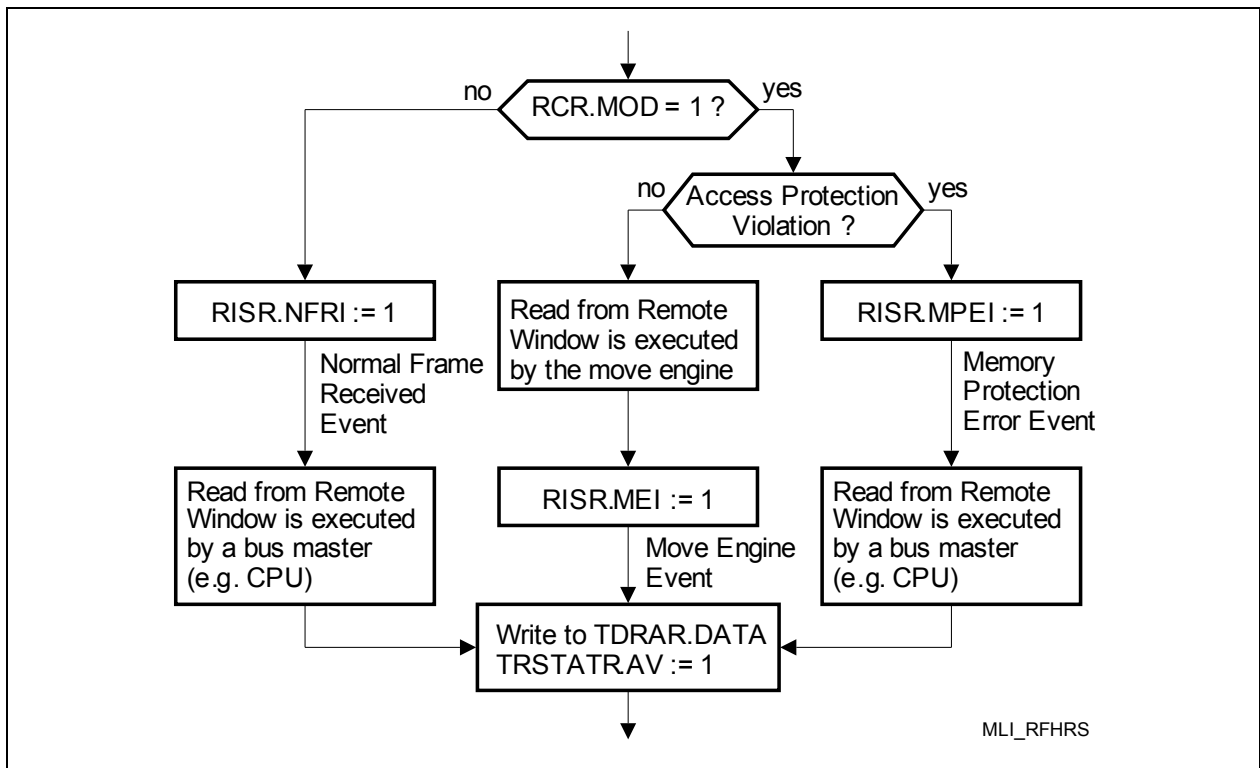 no
RCR.MOD = 1 ?
yes
no
Access Protection
Violation ?
yes
RISR.NFRI := 1
Read from Remote
Window is executed
by the move engine
RISR.MPEI := 1
Normal Frame
Received
Event
Memory
Protection
Error Event
Read from Remote
Window is executed
by a bus master
(e.g. CPU)
RISR.MEI := 1
Read from Remote
Window is executed
by a bus master
(e.g. CPU)
Move Engine
Event
Write to TDRAR.DATA
TRSTATR.AV := 1
MLI_RFHRS